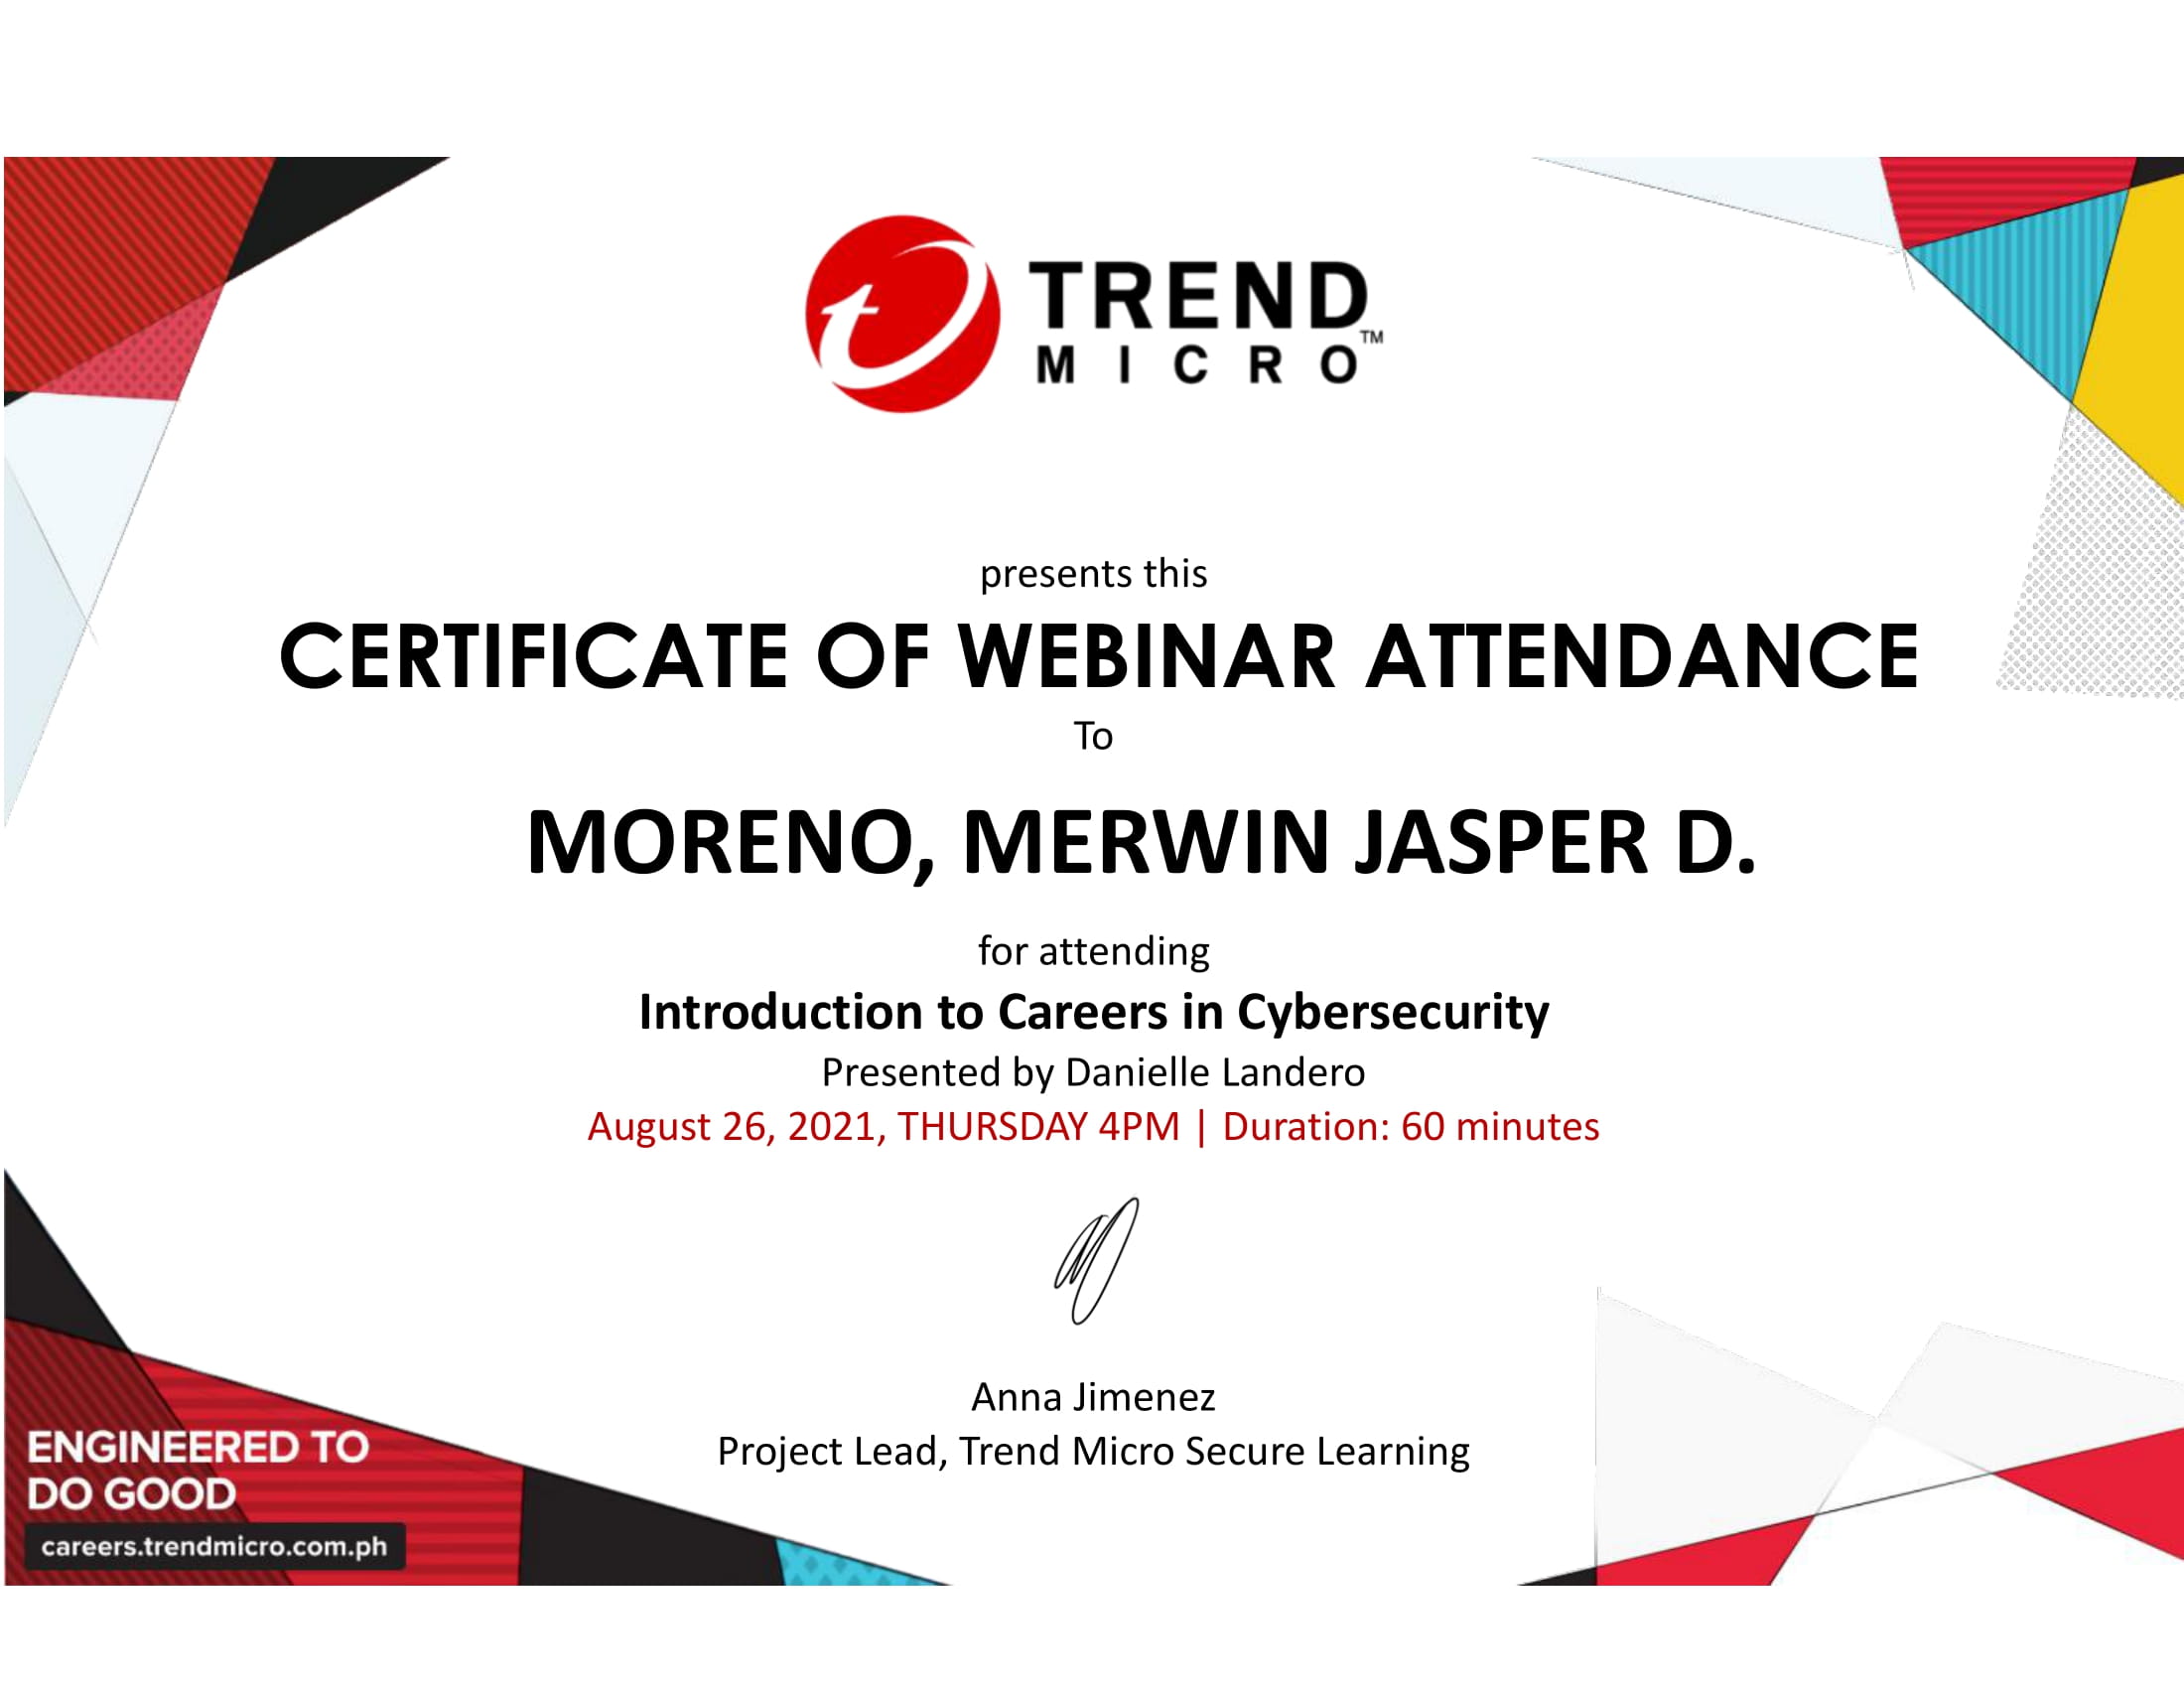 TREND
MICRO™
presents this
CERTIFICATE OF WEBINAR ATTENDANCE
To
MORENO, MERWIN JASPER D.
for attending
Introduction to Careers in Cybersecurity
Presented by Danielle Landero
August 26, 2021, THURSDAY 4PM | Duration: 60 minutes
Anna Jimenez
Project Lead, Trend Micro Secure Learning
ENGINEERED TO
DO GOOD
careers.trendmicro.com.ph